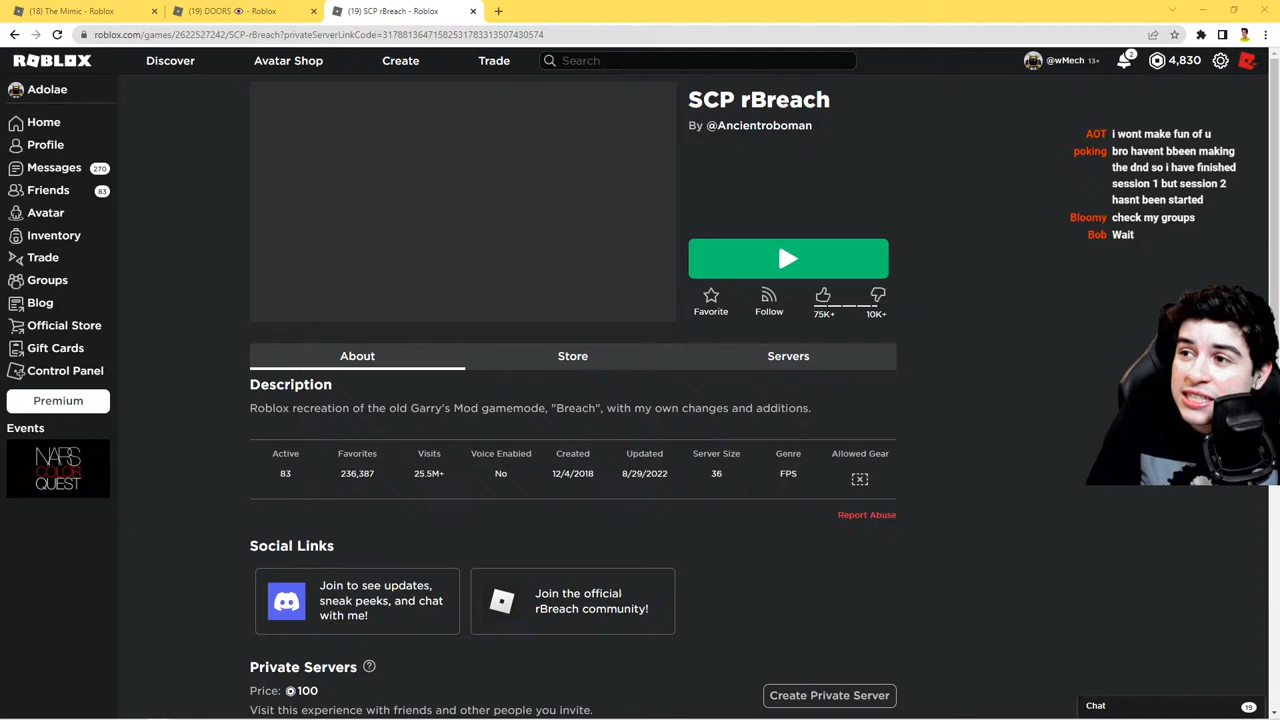 (18) The Mimic - Roblox
(19) DOORS 👁 - Roblox
(19) SCP rBreach - Roblox
roblox.com/games/2622527242/SCP-rBreach?privateServerLinkCode=31788136471582531783313507430574
ROBLOX
Discover
Avatar Shop
Create
Trade
Search
@wMech 13+
2
4,830
Adolae
Home
Profile
Messages 270
Friends 83
Avatar
Inventory
Trade
Groups
Blog
Official Store
Gift Cards
Control Panel
Premium
Events
NARS
COLOR
QUEST
SCP rBreach
By @Ancientroboman
Favorite
Follow
75K+
10K+
About
Store
Servers
Description
Roblox recreation of the old Garry's Mod gamemode, "Breach", with my own changes and additions.
Active
Favorites
Visits
Voice Enabled
Created
Updated
Server Size
Genre
Allowed Gear
83
236,387
25.5M+
No
12/4/2018
8/29/2022
36
FPS
Report Abuse
Social Links
Join to see updates,
sneak peeks, and chat
with me!
Join the official
rBreach community!
Private Servers
Price: 100
Visit this experience with friends and other people you invite.
Create Private Server
AOT i wont make fun of u
poking bro havent bbeen making
the dnd so i have finished
session 1 but session 2
hasnt been started
Bloomy check my groups
Bob Wait
Chat
19